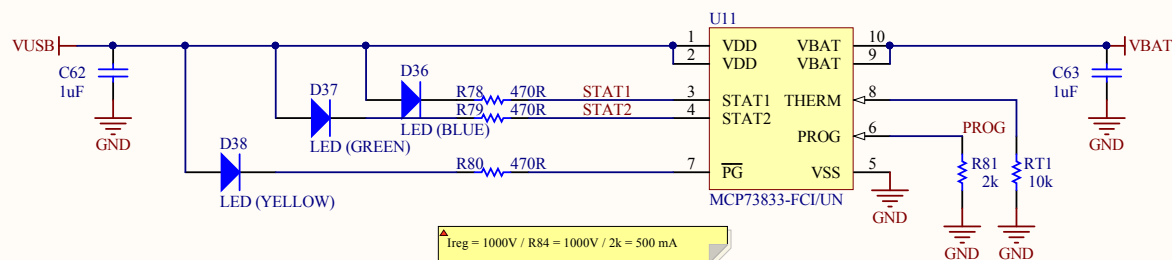 U11
VUSB
1
VDD
VBAT
10
VBAT
2
VDD
VBAT
9
C62
1uF
D36
D37
R78
470R
STAT1
3
STAT1
THERM
8
C63
1uF
R79
470R
STAT2
4
STAT2
LED (BLUE)
GND
GND
LED (GREEN)
PROG
6
PROG
D38
R80
470R
7
PG
VSS
5
R81
2k
RT1
10k
LED (YELLOW)
MCP73833-FCI/UN
GND
GND
GND
Ireg = 1000V / R84 = 1000V / 2k = 500 mA